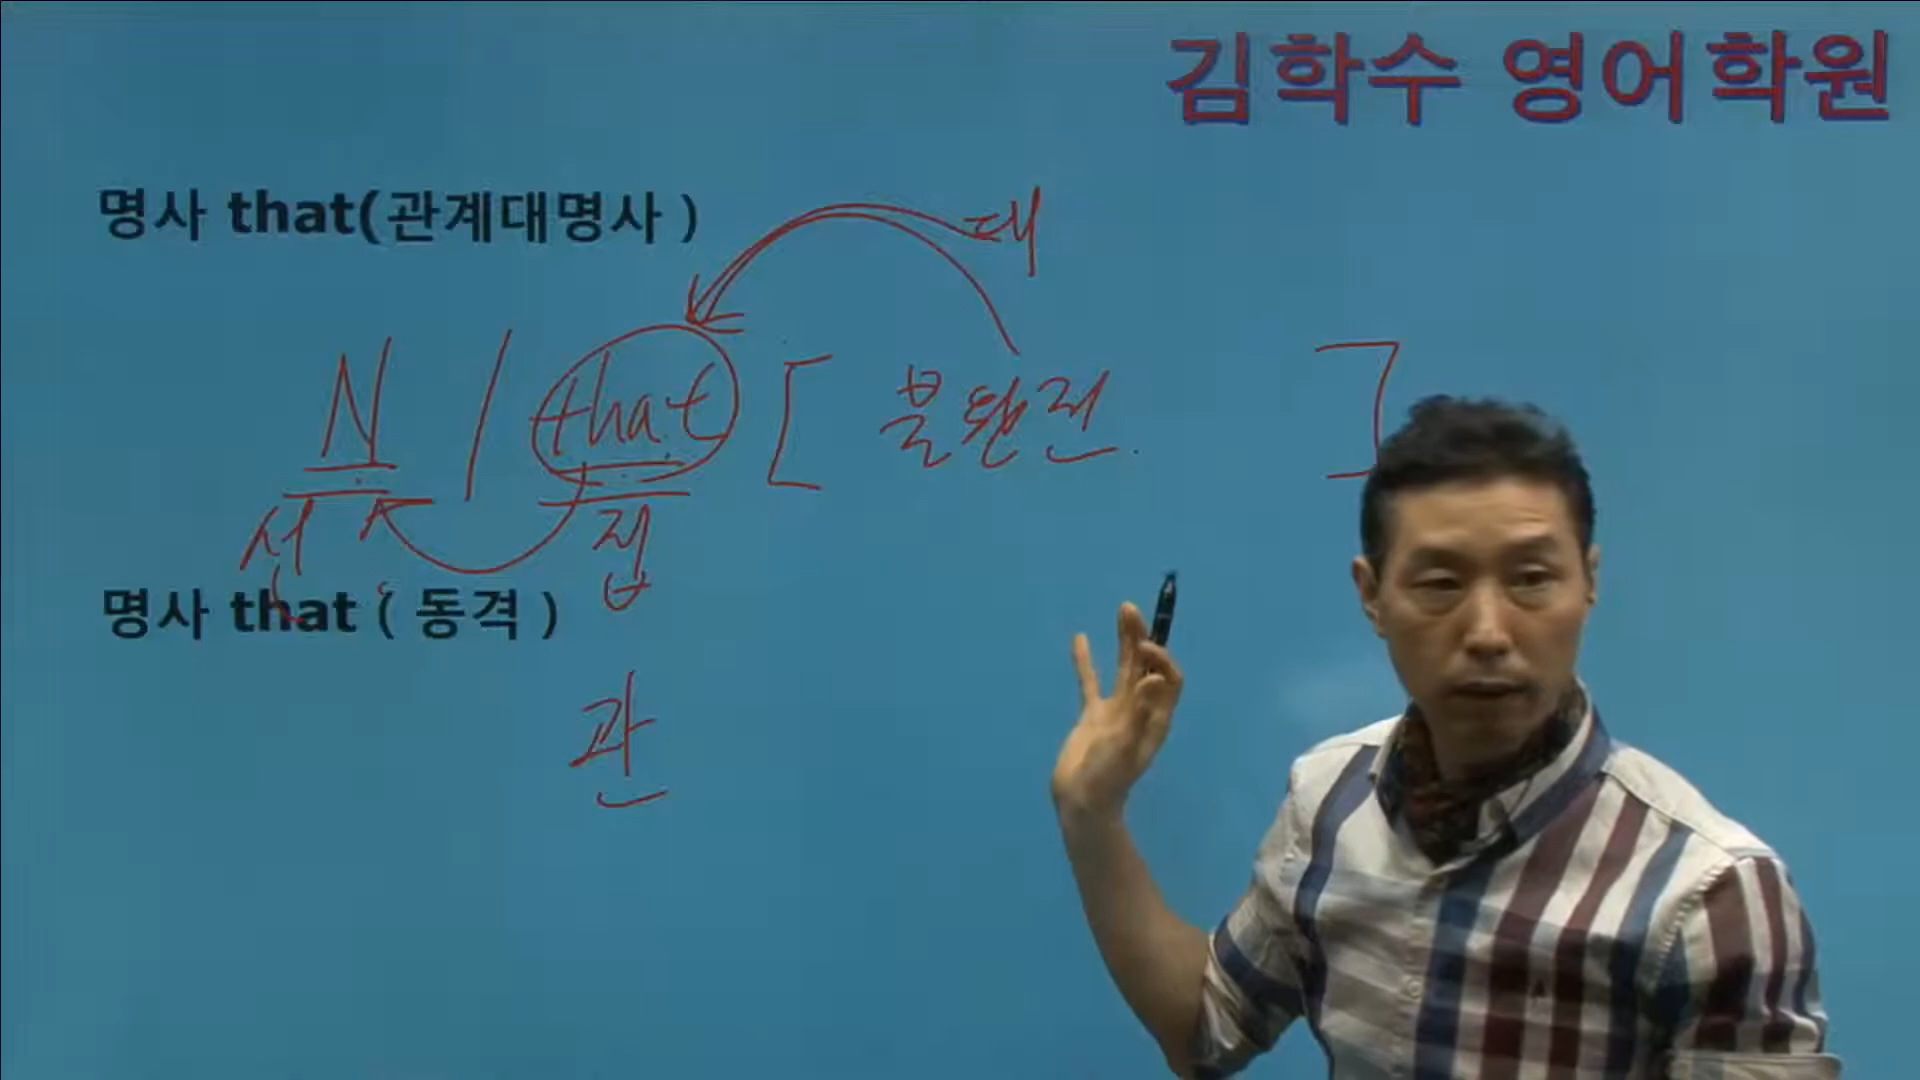 김학수 영어학원
명사 that(관계대명사)
대
N / that [ 불완전 ]
선 접
명사 that ( 동격 )
관